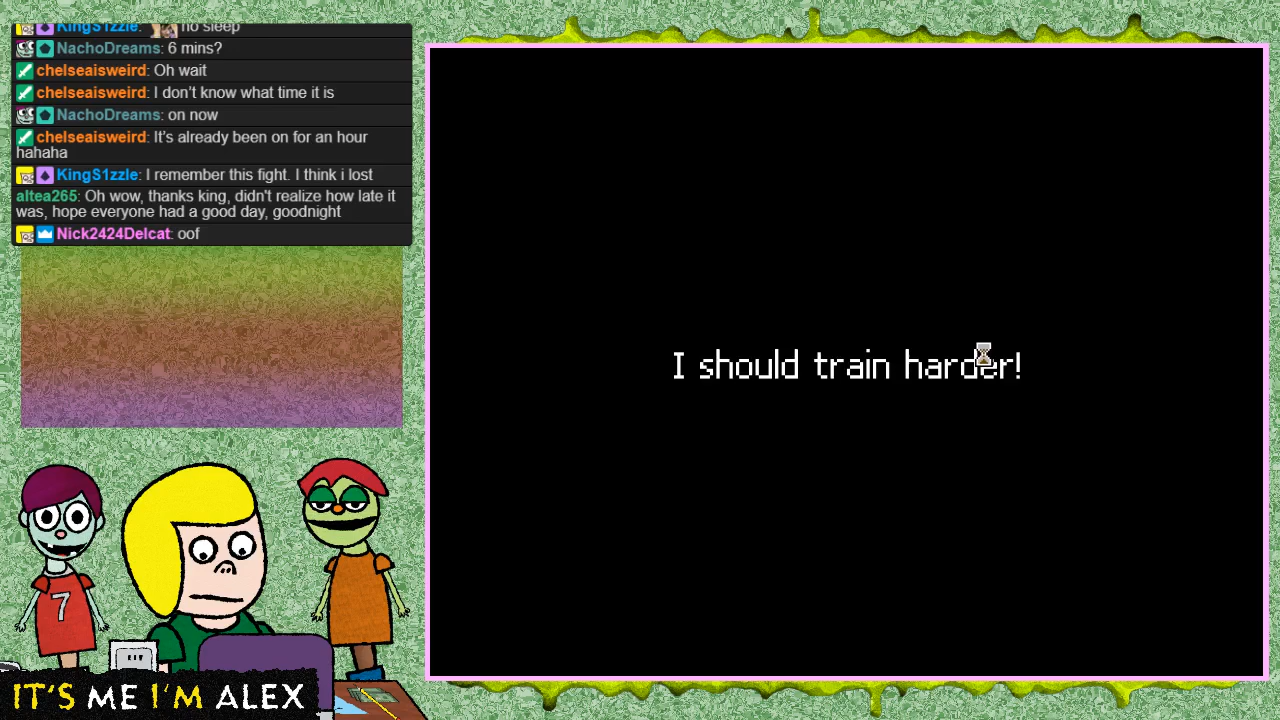 KingS1zzle: no sleep
NachoDreams: 6 mins?
chelseaisweird: Oh wait
chelseaisweird: I don't know what time it is
NachoDreams: on now
chelseaisweird: It's already been on for an hour
hahaha
KingS1zzle: I remember this fight. I think i lost
altea265: Oh wow, thanks king, didn't realize how late it
was, hope everyone had a good day, goodnight
Nick2424Delcat: oof
I should train harder!
7
IT'S ME I'M ALEX